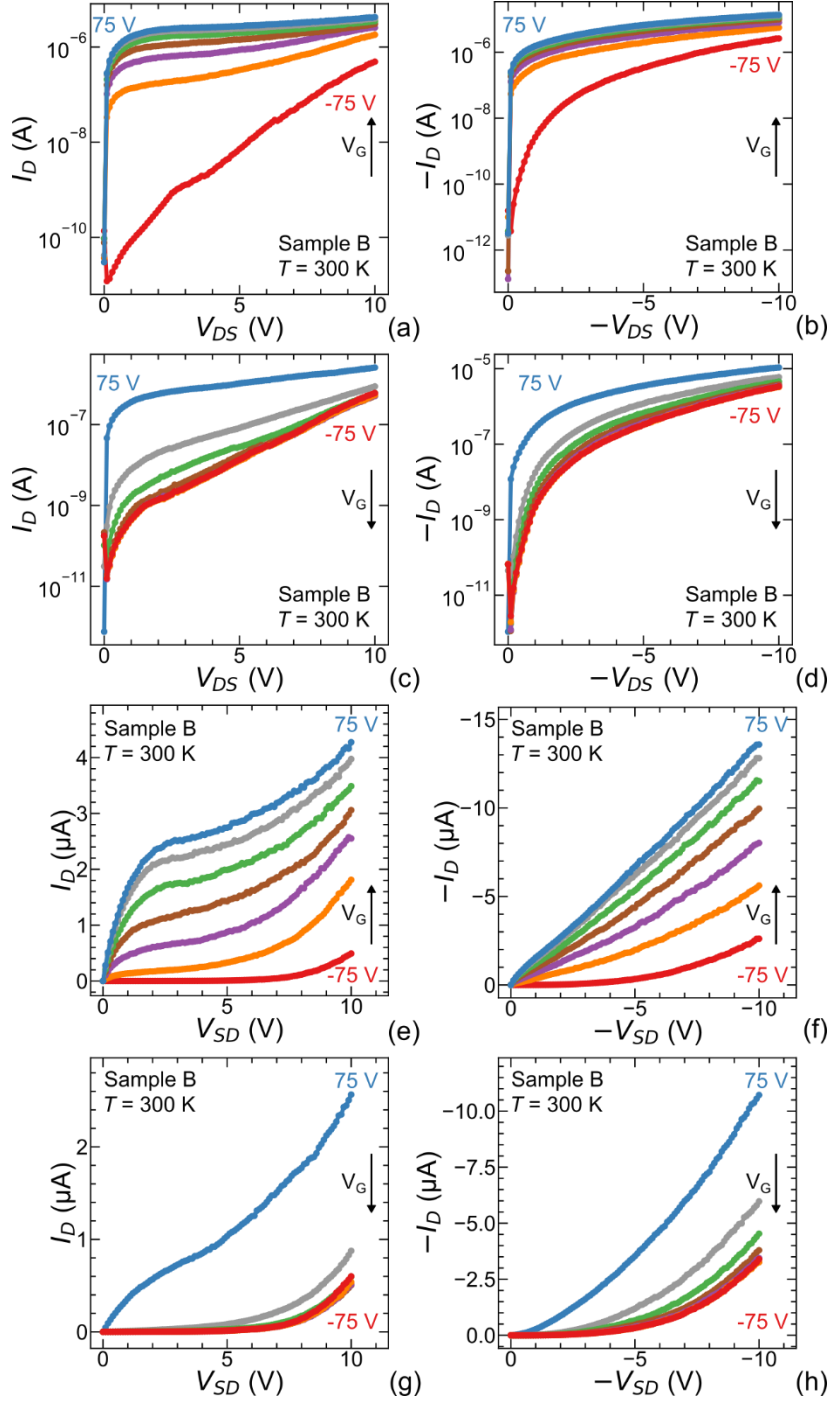 75 V
10⁻⁶
10⁻⁸
10⁻¹⁰
I_D (A)
-75 V
V_G
Sample B
T = 300 K
0
5
10
V_DS (V)
(a)
75 V
10⁻⁴
10⁻⁶
10⁻⁸
10⁻¹⁰
10⁻¹²
−I_D (A)
-75 V
V_G
Sample B
T = 300 K
0
−5
−10
−V_DS (V)
(b)
75 V
10⁻⁷
10⁻⁹
10⁻¹¹
I_D (A)
-75 V
V_G
Sample B
T = 300 K
0
5
10
V_DS (V)
(c)
75 V
10⁻⁵
10⁻⁷
10⁻⁹
10⁻¹¹
−I_D (A)
-75 V
V_G
Sample B
T = 300 K
0
−5
−10
−V_DS (V)
(d)
Sample B
T = 300 K
75 V
4
3
2
1
0
I_D (µA)
V_G
-75 V
0
5
10
V_SD (V)
(e)
Sample B
T = 300 K
75 V
−15
−10
−5
0
−I_D (µA)
V_G
-75 V
0
−5
−10
−V_SD (V)
(f)
Sample B
T = 300 K
75 V
2
1
0
I_D (µA)
V_G
-75 V
0
5
10
V_SD (V)
(g)
Sample B
T = 300 K
75 V
−10.0
−7.5
−5.0
−2.5
0.0
−I_D (µA)
V_G
-75 V
0
−5
−10
−V_SD (V)
(h)